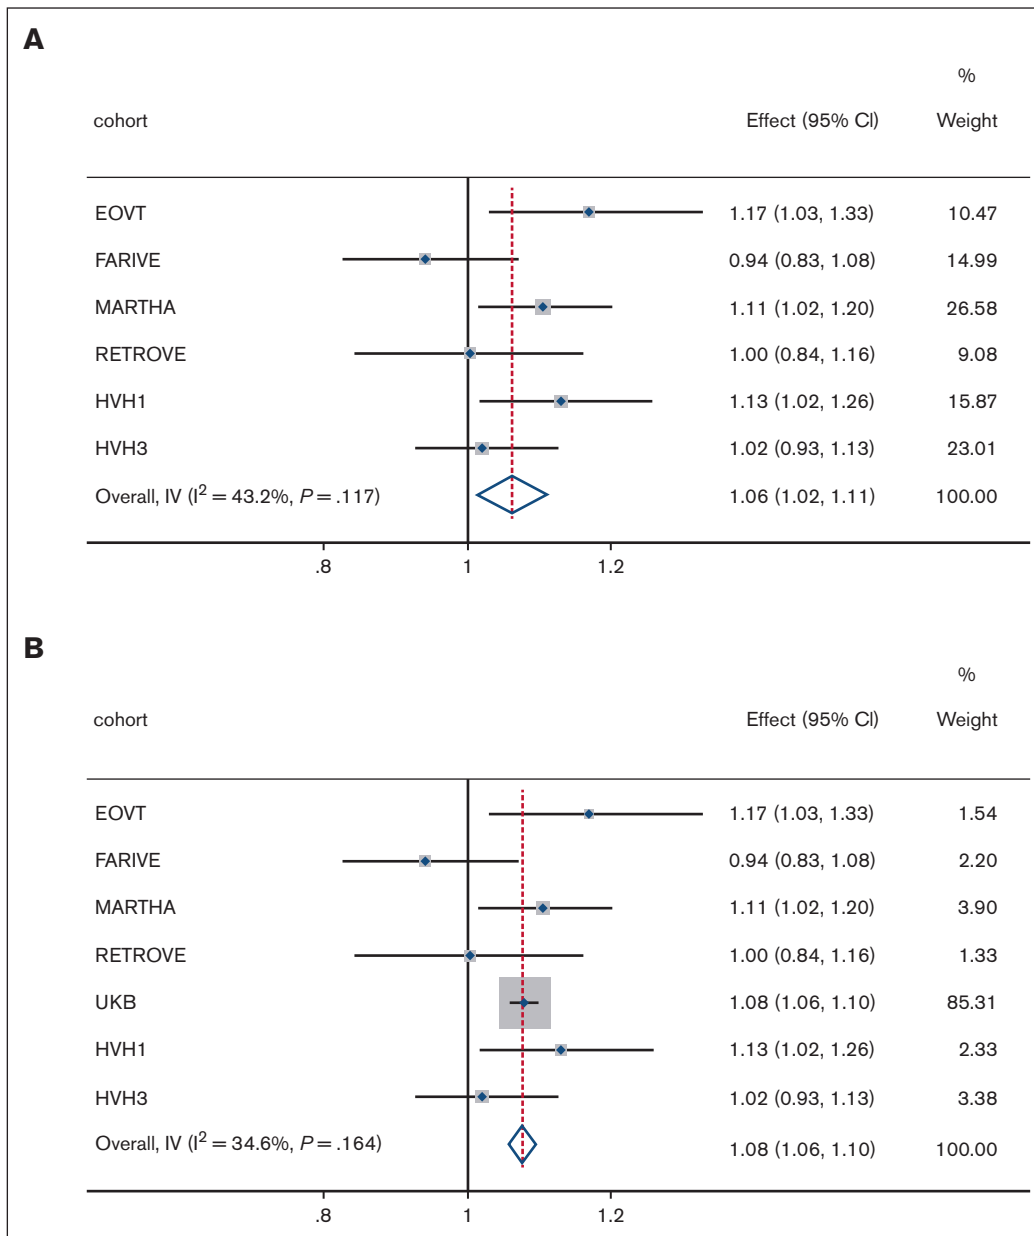 A
%
cohort Effect (95% CI) Weight
EOVT 1.17 (1.03, 1.33) 10.47
FARIVE 0.94 (0.83, 1.08) 14.99
MARTHA 1.11 (1.02, 1.20) 26.58
RETROVE 1.00 (0.84, 1.16) 9.08
HVH1 1.13 (1.02, 1.26) 15.87
HVH3 1.02 (0.93, 1.13) 23.01
Overall, IV (I² = 43.2%, P = .117) 1.06 (1.02, 1.11) 100.00
.8 1 1.2
B
%
cohort Effect (95% CI) Weight
EOVT 1.17 (1.03, 1.33) 1.54
FARIVE 0.94 (0.83, 1.08) 2.20
MARTHA 1.11 (1.02, 1.20) 3.90
RETROVE 1.00 (0.84, 1.16) 1.33
UKB 1.08 (1.06, 1.10) 85.31
HVH1 1.13 (1.02, 1.26) 2.33
HVH3 1.02 (0.93, 1.13) 3.38
Overall, IV (I² = 34.6%, P = .164) 1.08 (1.06, 1.10) 100.00
.8 1 1.2